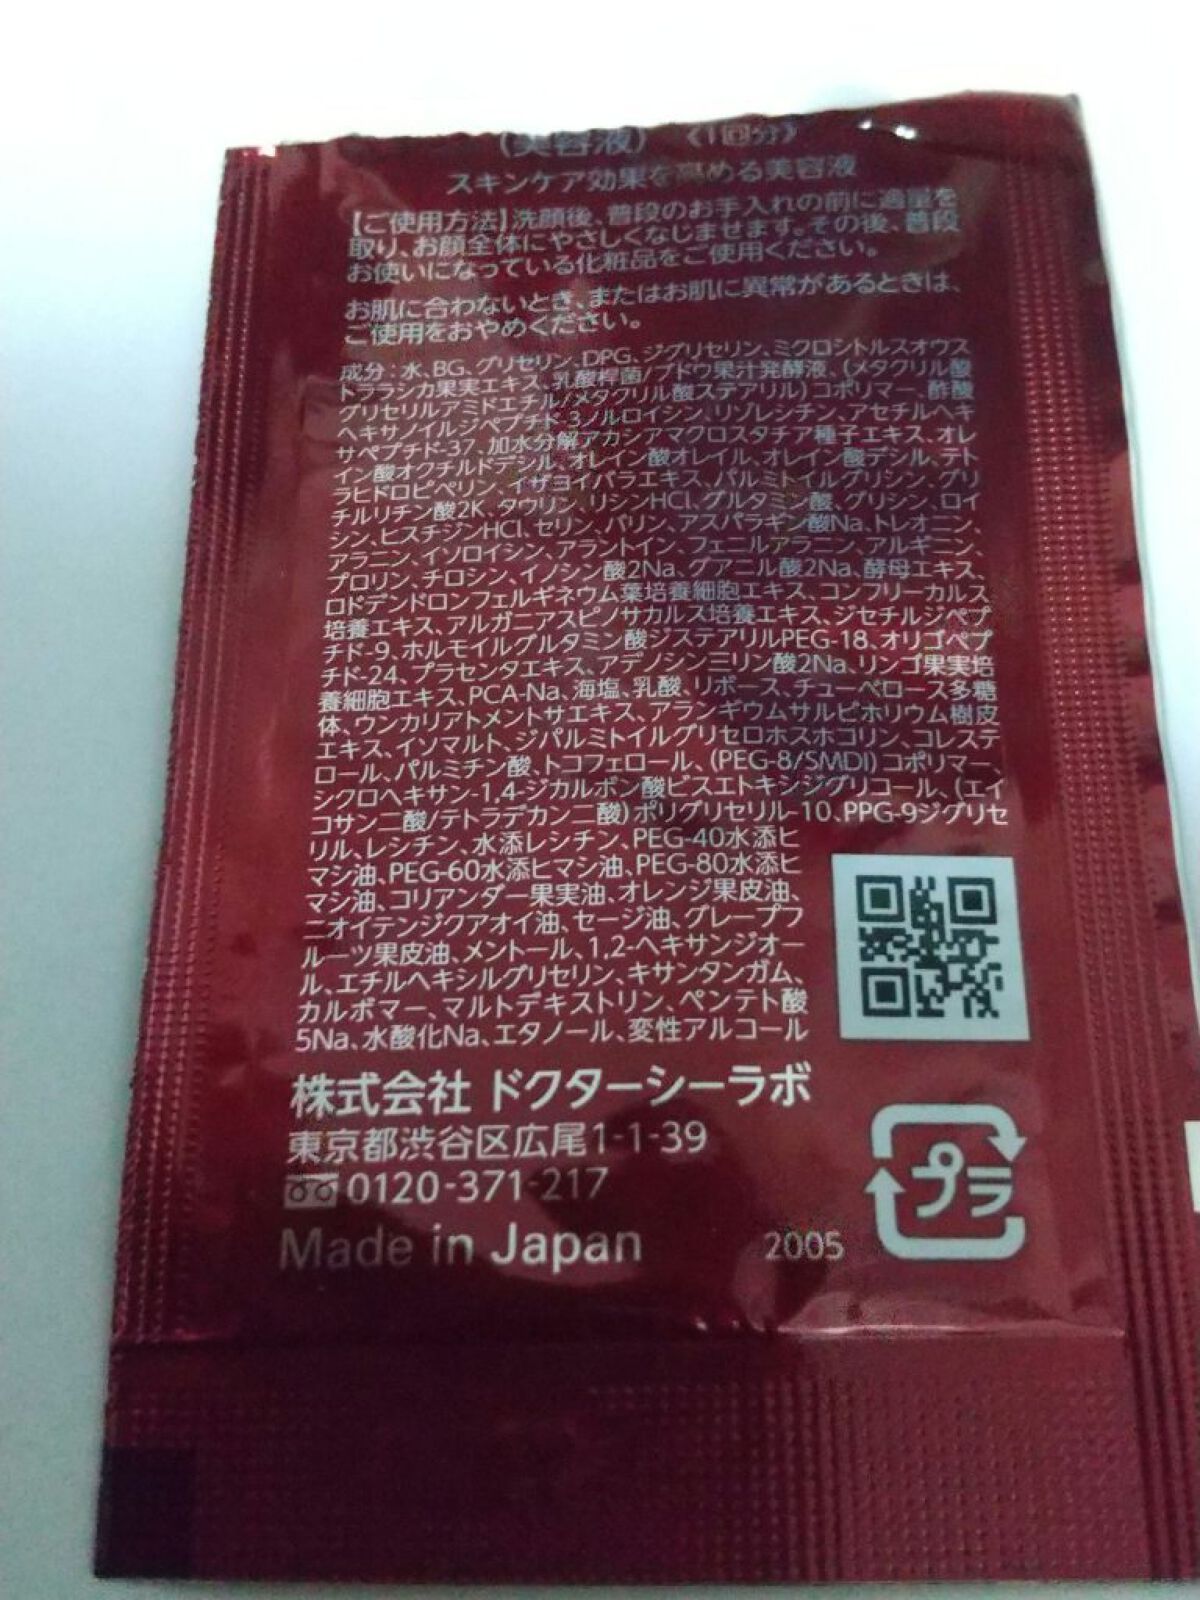 （美容液） 《1回分》
スキンケア効果を高める美容液
【ご使用方法】洗顔後、普段のお手入れの前に適量を
取り、お顔全体にやさしくなじませます。その後、普段
お使いになっている化粧品をご使用ください。
お肌に合わないとき、またはお肌に異常があるときは、
ご使用をおやめください。
成分：水、BG、グリセリン、DPG、ジグリセリン、ミクロシトルスオウス
トララシカ果実エキス、乳酸桿菌/ブドウ果汁発酵液、（メタクリル酸
グリセリルアミドエチル/メタクリル酸ステアリル）コポリマー、酢酸
ヘキサノイルジペプチド-3ノルロイシン、リゾレシチン、アセチルヘキ
サペプチド-37、加水分解アカシアマクロスタチア種子エキス、オレ
イン酸オクチルドデシル、オレイン酸オレイル、オレイン酸デシル、テト
ラヒドロピペリン、イザヨイバラエキス、パルミトイルグリシン、グリ
チルリチン酸2K、タウリン、リシンHCl、グルタミン酸、グリシン、ロイ
シン、ヒスチジンHCl、セリン、バリン、アスパラギン酸Na、トレオニン、
アラニン、イソロイシン、アラントイン、フェニルアラニン、アルギニン、
プロリン、チロシン、イノシン酸2Na、グアニル酸2Na、酵母エキス、
ロドデンドロンフェルギネウム葉培養細胞エキス、コンフリーカルス
培養エキス、アルガニアスピノサカルス培養エキス、ジセチルジペプ
チド-9、ホルモイルグルタミン酸ジステアリルPEG-18、オリゴペプ
チド-24、プラセンタエキス、アデノシン三リン酸2Na、リンゴ果実培
養細胞エキス、PCA-Na、海塩、乳酸、リボース、チューベロース多糖
体、ウンカリアトメントサエキス、アランギウムサルビホリウム樹皮
エキス、イソマルト、ジパルミトイルグリセロホスホコリン、コレステ
ロール、パルミチン酸、トコフェロール、（PEG-8/SMDI）コポリマー、
シクロヘキサン-1,4-ジカルボン酸ビスエトキシジグリコール、（エイ
コサン二酸/テトラデカン二酸）ポリグリセリル-10、PPG-9ジグリセ
リル、レシチン、水添レシチン、PEG-40水添ヒ
マシ油、PEG-60水添ヒマシ油、PEG-80水添ヒ
マシ油、コリアンダー果実油、オレンジ果皮油、
ニオイテンジクアオイ油、セージ油、グレープフ
ルーツ果皮油、メントール、1,2-ヘキサンジオー
ル、エチルヘキシルグリセリン、キサンタンガム、
カルボマー、マルトデキストリン、ペンテト酸
5Na、水酸化Na、エタノール、変性アルコール
株式会社 ドクターシーラボ
東京都渋谷区広尾1-1-39
0120-371-217
Made in Japan
2005
プラ